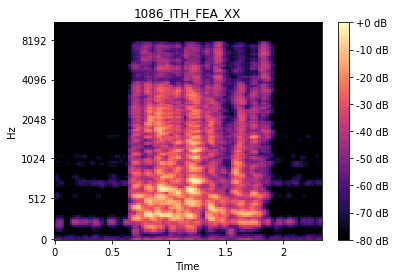 1086_ITH_FEA_XX
+0 dB
8192
-10 dB
4096
-20 dB
-30 dB
2048
Hz
-40 dB
1024
-50 dB
512
-60 dB
-70 dB
0
-80 dB
0 0.5 1 1.5 2
Time